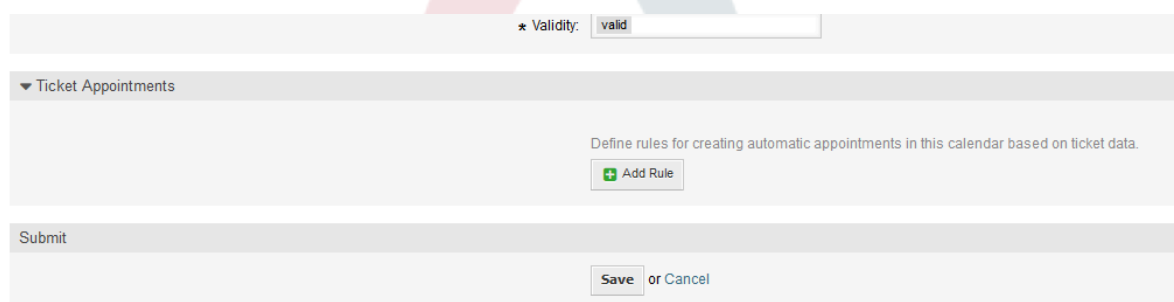 * Validity: valid
Ticket Appointments
Define rules for creating automatic appointments in this calendar based on ticket data.
Add Rule
Submit
Save or Cancel